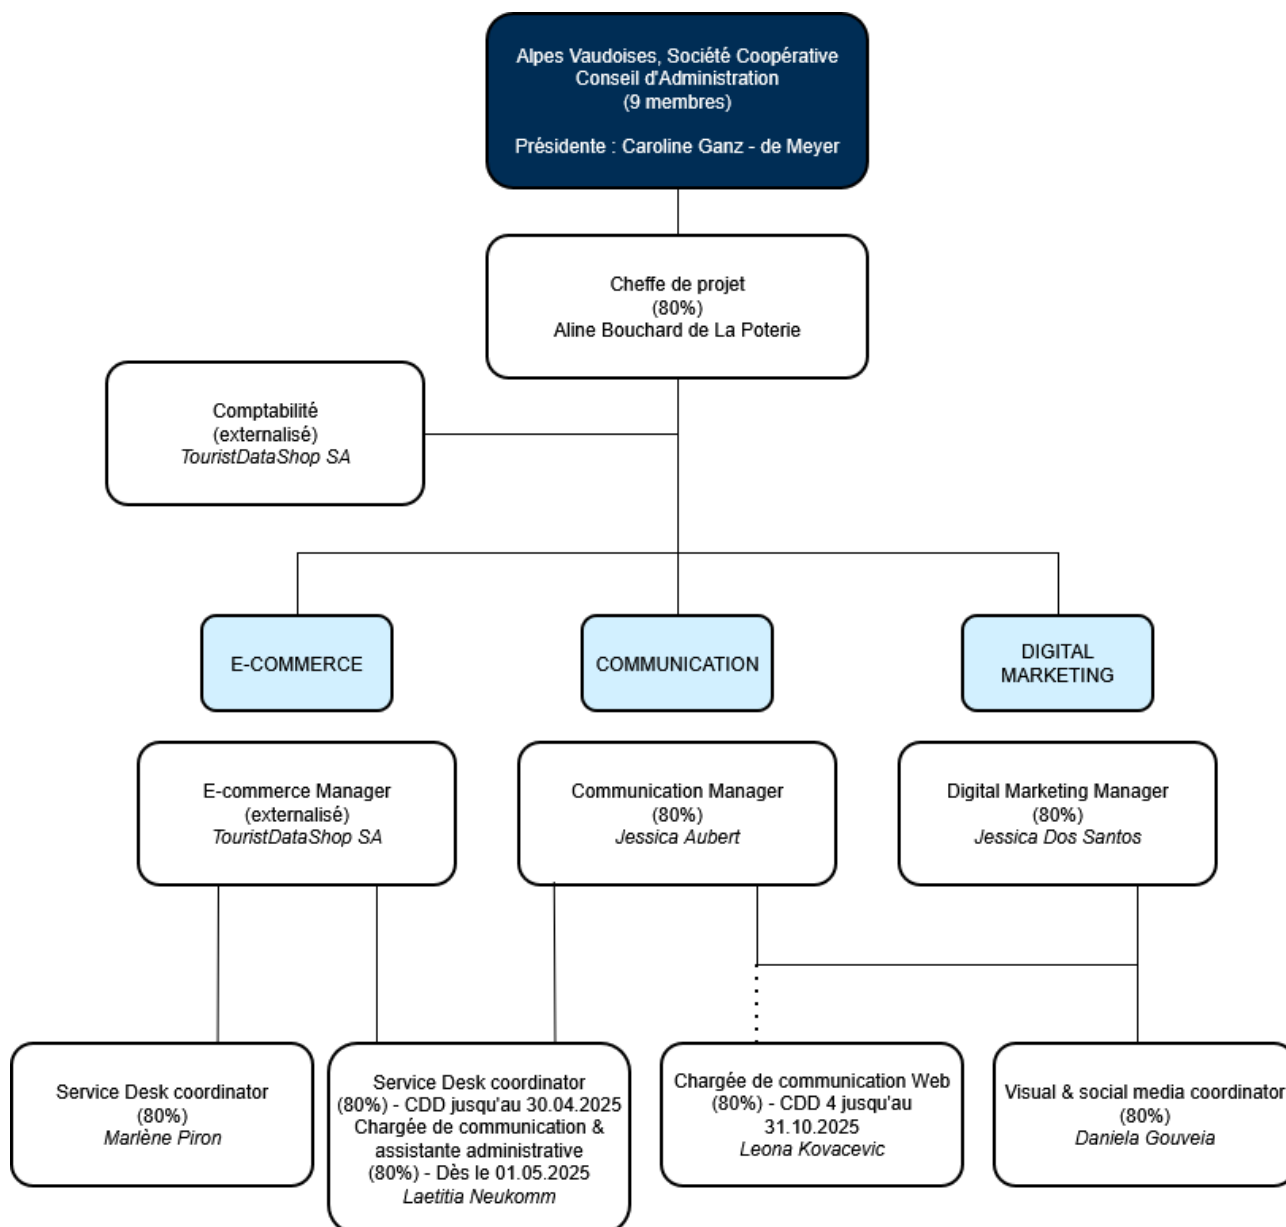 Alpes Vaudoises, Société Coopérative
Conseil d'Administration
(9 membres)
Présidente : Caroline Ganz - de Meyer
Cheffe de projet
(80%)
Aline Bouchard de La Poterie
Comptabilité
(externalisé)
TouristDataShop SA
E-COMMERCE
COMMUNICATION
DIGITAL
MARKETING
E-commerce Manager
(externalisé)
TouristDataShop SA
Communication Manager
(80%)
Jessica Aubert
Digital Marketing Manager
(80%)
Jessica Dos Santos
Service Desk coordinator
(80%)
Marlène Piron
Service Desk coordinator
(80%) - CDD jusqu'au 30.04.2025
Chargée de communication &
assistante administrative
(80%) - Dès le 01.05.2025
Laetitia Neukomm
Chargée de communication Web
(80%) - CDD 4 jusqu'au
31.10.2025
Leona Kovacevic
Visual & social media coordinator
(80%)
Daniela Gouveia